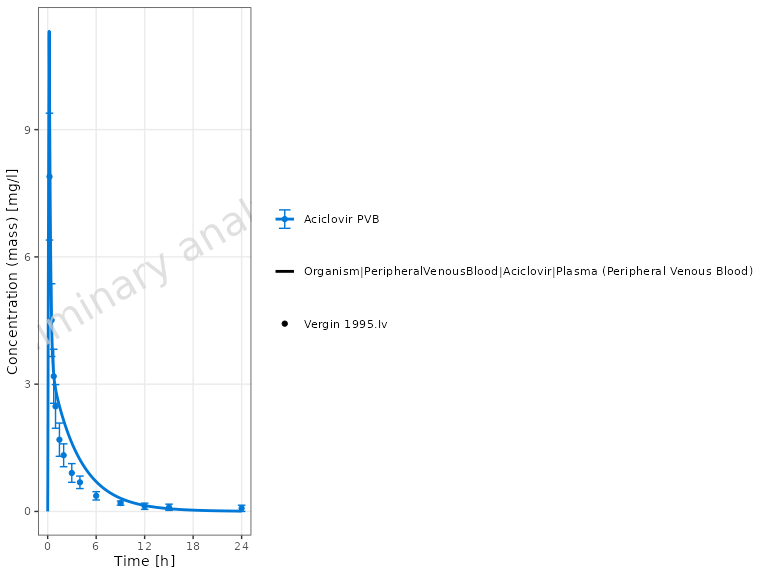 Concentration (mass) [mg/l]
9
6
3
0
0 6 12 18 24
Time [h]
Aciclovir PVB
Organism|PeripheralVenousBlood|Aciclovir|Plasma (Peripheral Venous Blood)
Vergin 1995.Iv